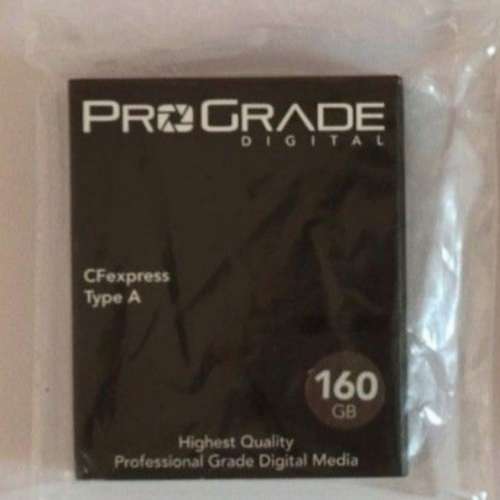 PROGRADE
DIGITAL
CFexpress
Type A
160
GB
Highest Quality
Professional Grade Digital Media